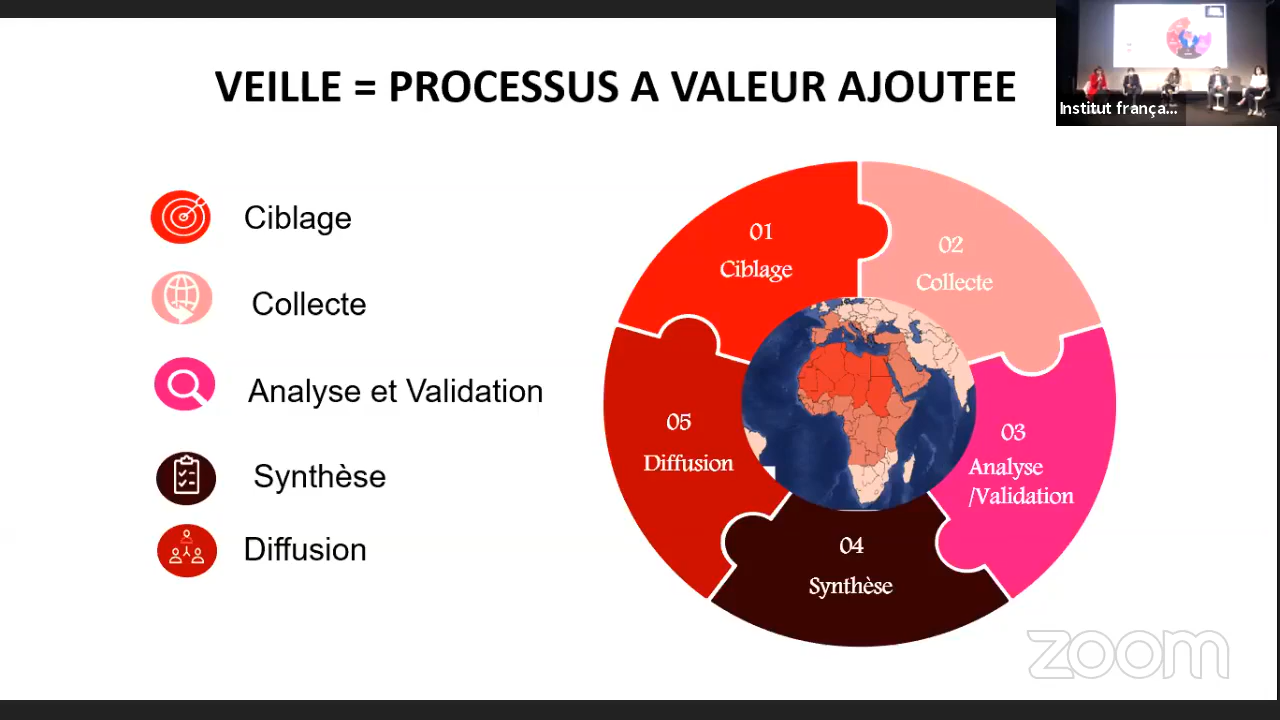 VEILLE = PROCESSUS A VALEUR AJOUTEE
Institut frança...
Ciblage
Collecte
Analyse et Validation
Synthèse
Diffusion
01
Ciblage
02
Collecte
03
Analyse
/Validation
04
Synthèse
05
Diffusion
zoom